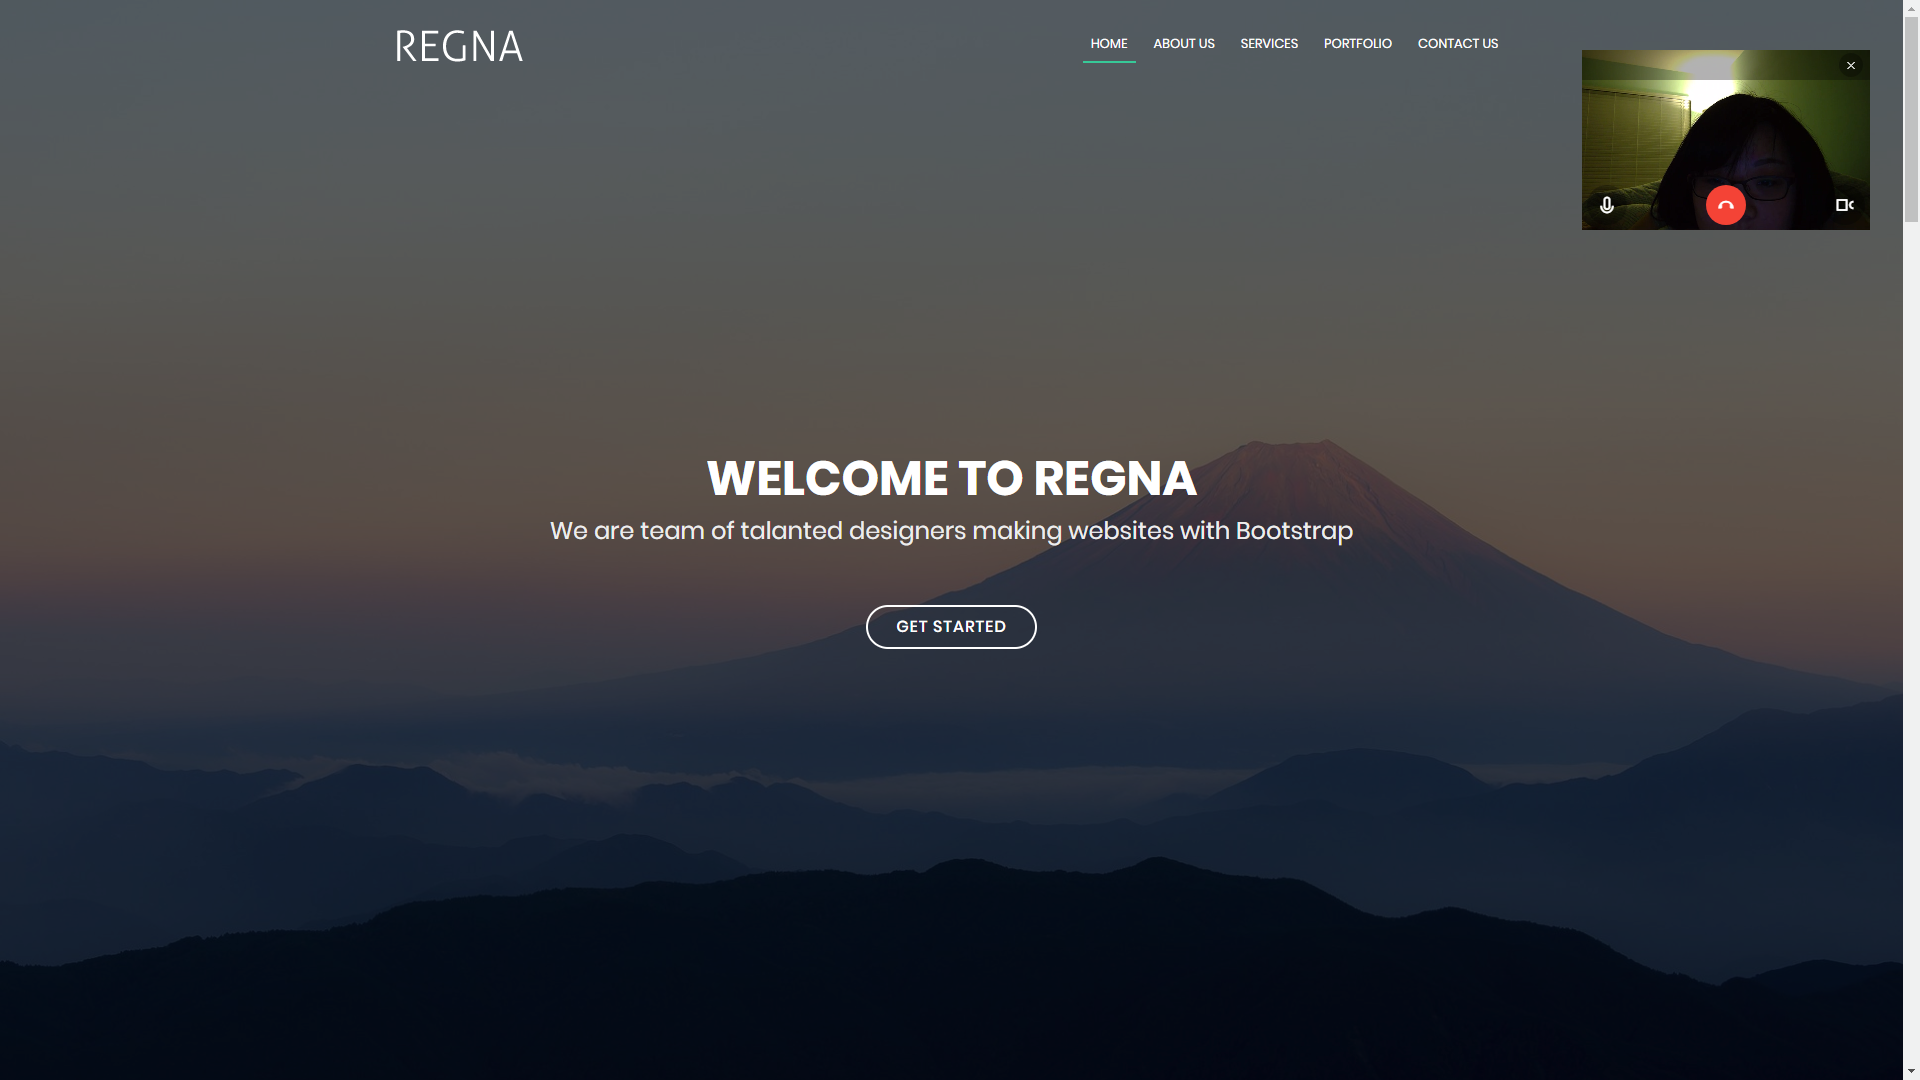 REGNA
HOME ABOUT US SERVICES PORTFOLIO CONTACT US
WELCOME TO REGNA
We are team of talanted designers making websites with Bootstrap
GET STARTED